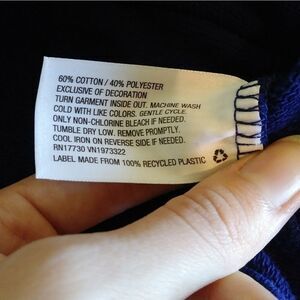 60% COTTON / 40% POLYESTER
EXCLUSIVE OF DECORATION
TURN GARMENT INSIDE OUT. MACHINE WASH
COLD WITH LIKE COLORS. GENTLE CYCLE.
ONLY NON-CHLORINE BLEACH IF NEEDED.
TUMBLE DRY LOW. REMOVE PROMPTLY.
COOL IRON ON REVERSE SIDE IF NEEDED.
RN17730 VN1973322
LABEL MADE FROM 100% RECYCLED PLASTIC